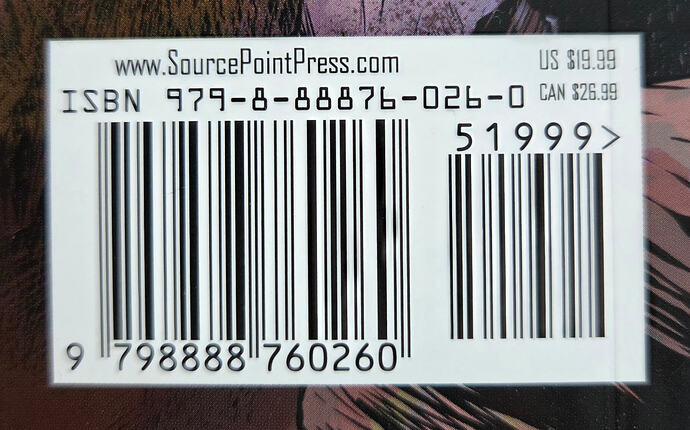 www.SourcePointPress.com
US $19.99
ISBN 979-8-88876-026-0
CAN $26.99
51999>
9 798888 760260